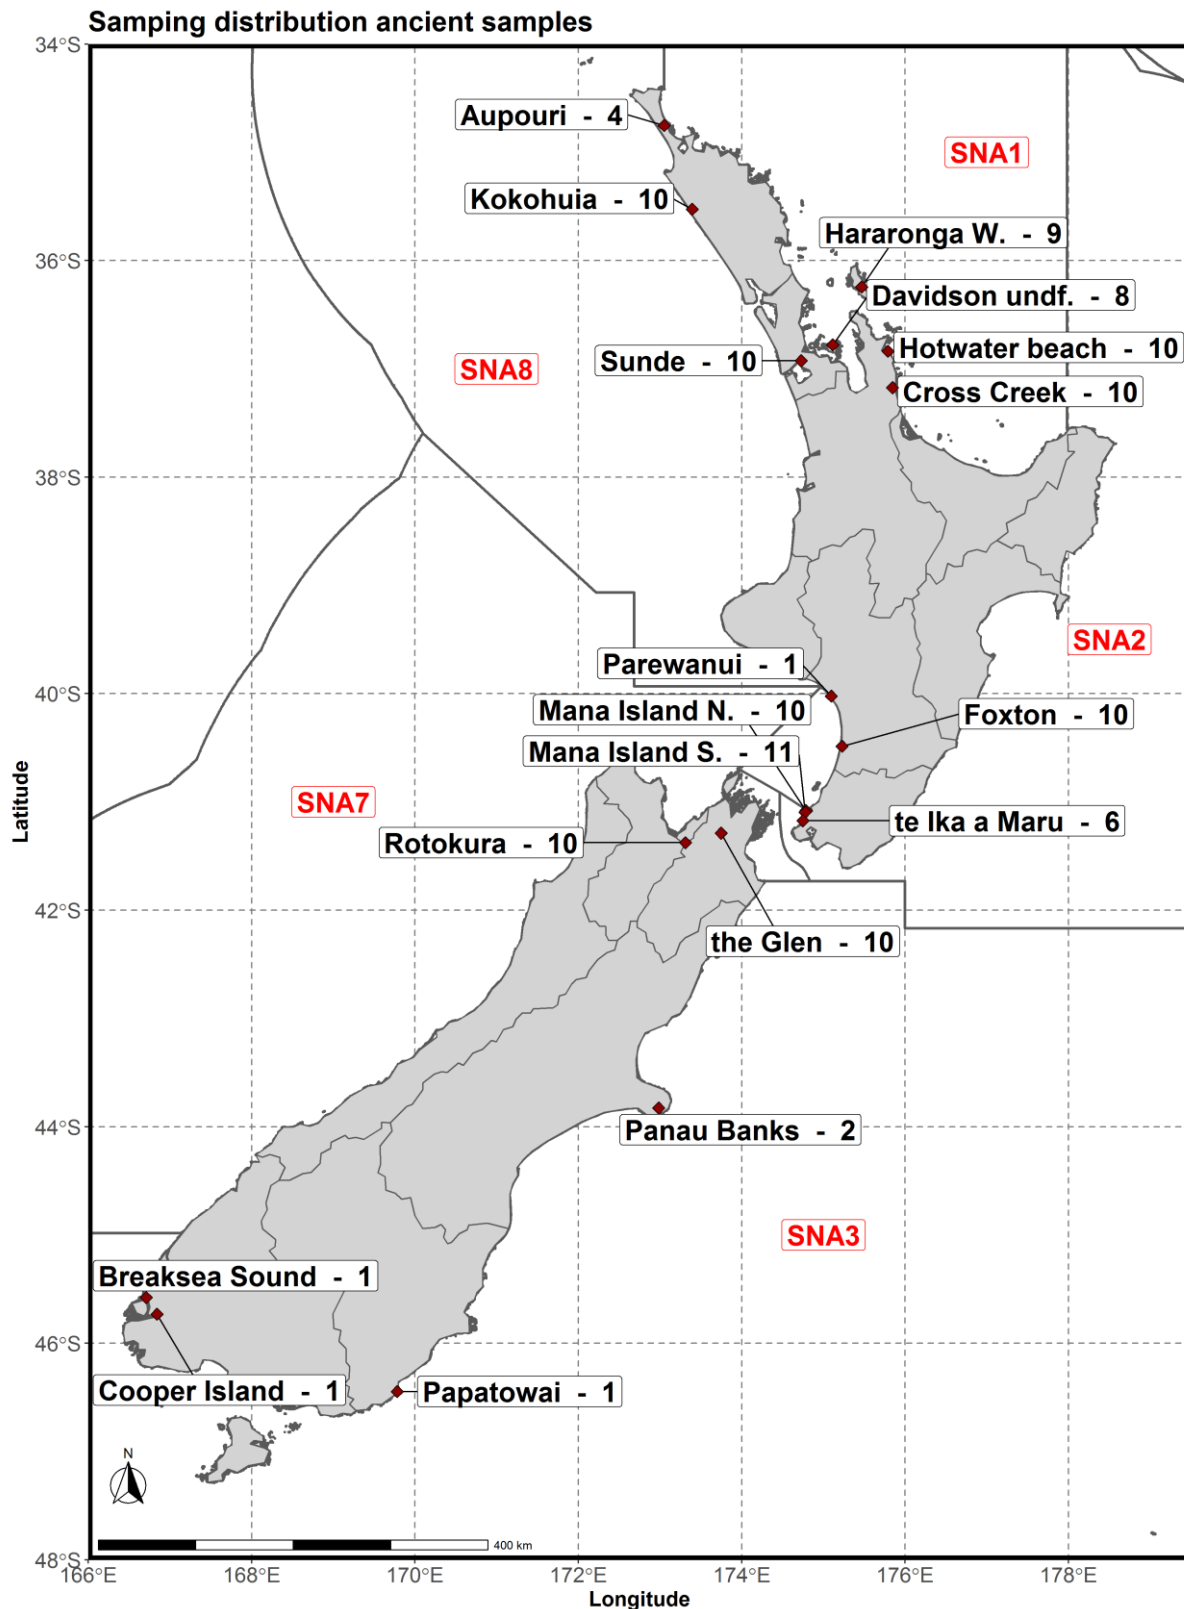 Samping distribution ancient samples
34°S
Aupouri - 4
SNA1
Kokohuia - 10
Hararonga W. - 9
36°S
Davidson undf. - 8
Hotwater beach - 10
Sunde - 10
SNA8
Cross Creek - 10
38°S
SNA2
Parewanui - 1
40°S
Mana Island N. - 10
Foxton - 10
Mana Island S. - 11
Latitude
SNA7
te Ika a Maru - 6
Rotokura - 10
42°S
the Glen - 10
44°S
Panau Banks - 2
SNA3
Breaksea Sound - 1
46°S
Cooper Island - 1
Papatowai - 1
N
400 km
48°S
166°E
168°E
170°E
172°E
174°E
176°E
178°E
Longitude